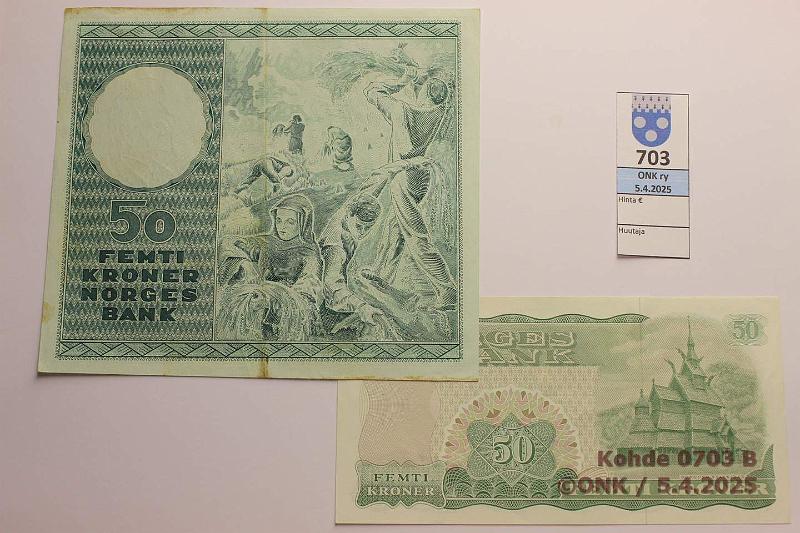 50
FEMTI
KRONER
NORGES
BANK
703
ONK ry
5.4.2025
Hinta €
Huutaja
50
50
FEMTI
KRONER
Kohde 0703 B
©ONK / 5.4.2025